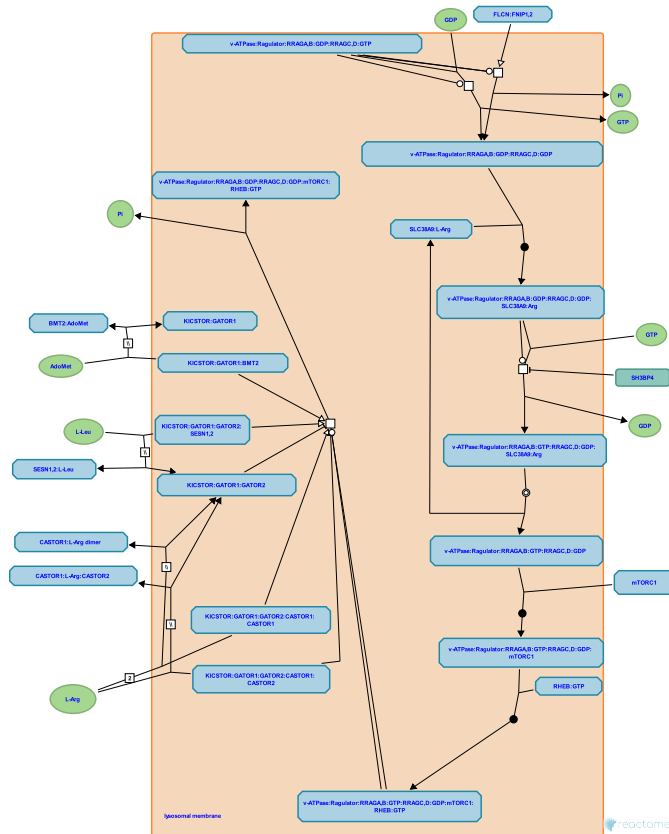 GDP
FLCN:FNIP1,2
v-ATPase:Ragulator:RRAGA,B:GDP:RRAGC,D:GTP
Pi
GTP
v-ATPase:Ragulator:RRAGA,B:GDP:RRAGC,D:GDP
v-ATPase:Ragulator:RRAGA,B:GDP:RRAGC,D:GDP:mTORC1:
RHEB:GTP
Pi
SLC38A9:L-Arg
v-ATPase:Ragulator:RRAGA,B:GDP:RRAGC,D:GDP:
SLC38A9:Arg
BMT2:AdoMet
KICSTOR:GATOR1
GTP
AdoMet
KICSTOR:GATOR1:BMT2
SH3BP4
L-Leu
KICSTOR:GATOR1:GATOR2:
SESN1,2
GDP
v-ATPase:Ragulator:RRAGA,B:GTP:RRAGC,D:GDP:
SLC38A9:Arg
SESN1,2:L-Leu
KICSTOR:GATOR1:GATOR2
CASTOR1:L-Arg dimer
v-ATPase:Ragulator:RRAGA,B:GTP:RRAGC,D:GDP
CASTOR1:L-Arg:CASTOR2
mTORC1
KICSTOR:GATOR1:GATOR2:CASTOR1:
CASTOR1
v-ATPase:Ragulator:RRAGA,B:GTP:RRAGC,D:GDP:
mTORC1
KICSTOR:GATOR1:GATOR2:CASTOR1:
CASTOR2
2
RHEB:GTP
L-Arg
v-ATPase:Ragulator:RRAGA,B:GTP:RRAGC,D:GDP:mTORC1:
RHEB:GTP
lysosomal membrane
reactome